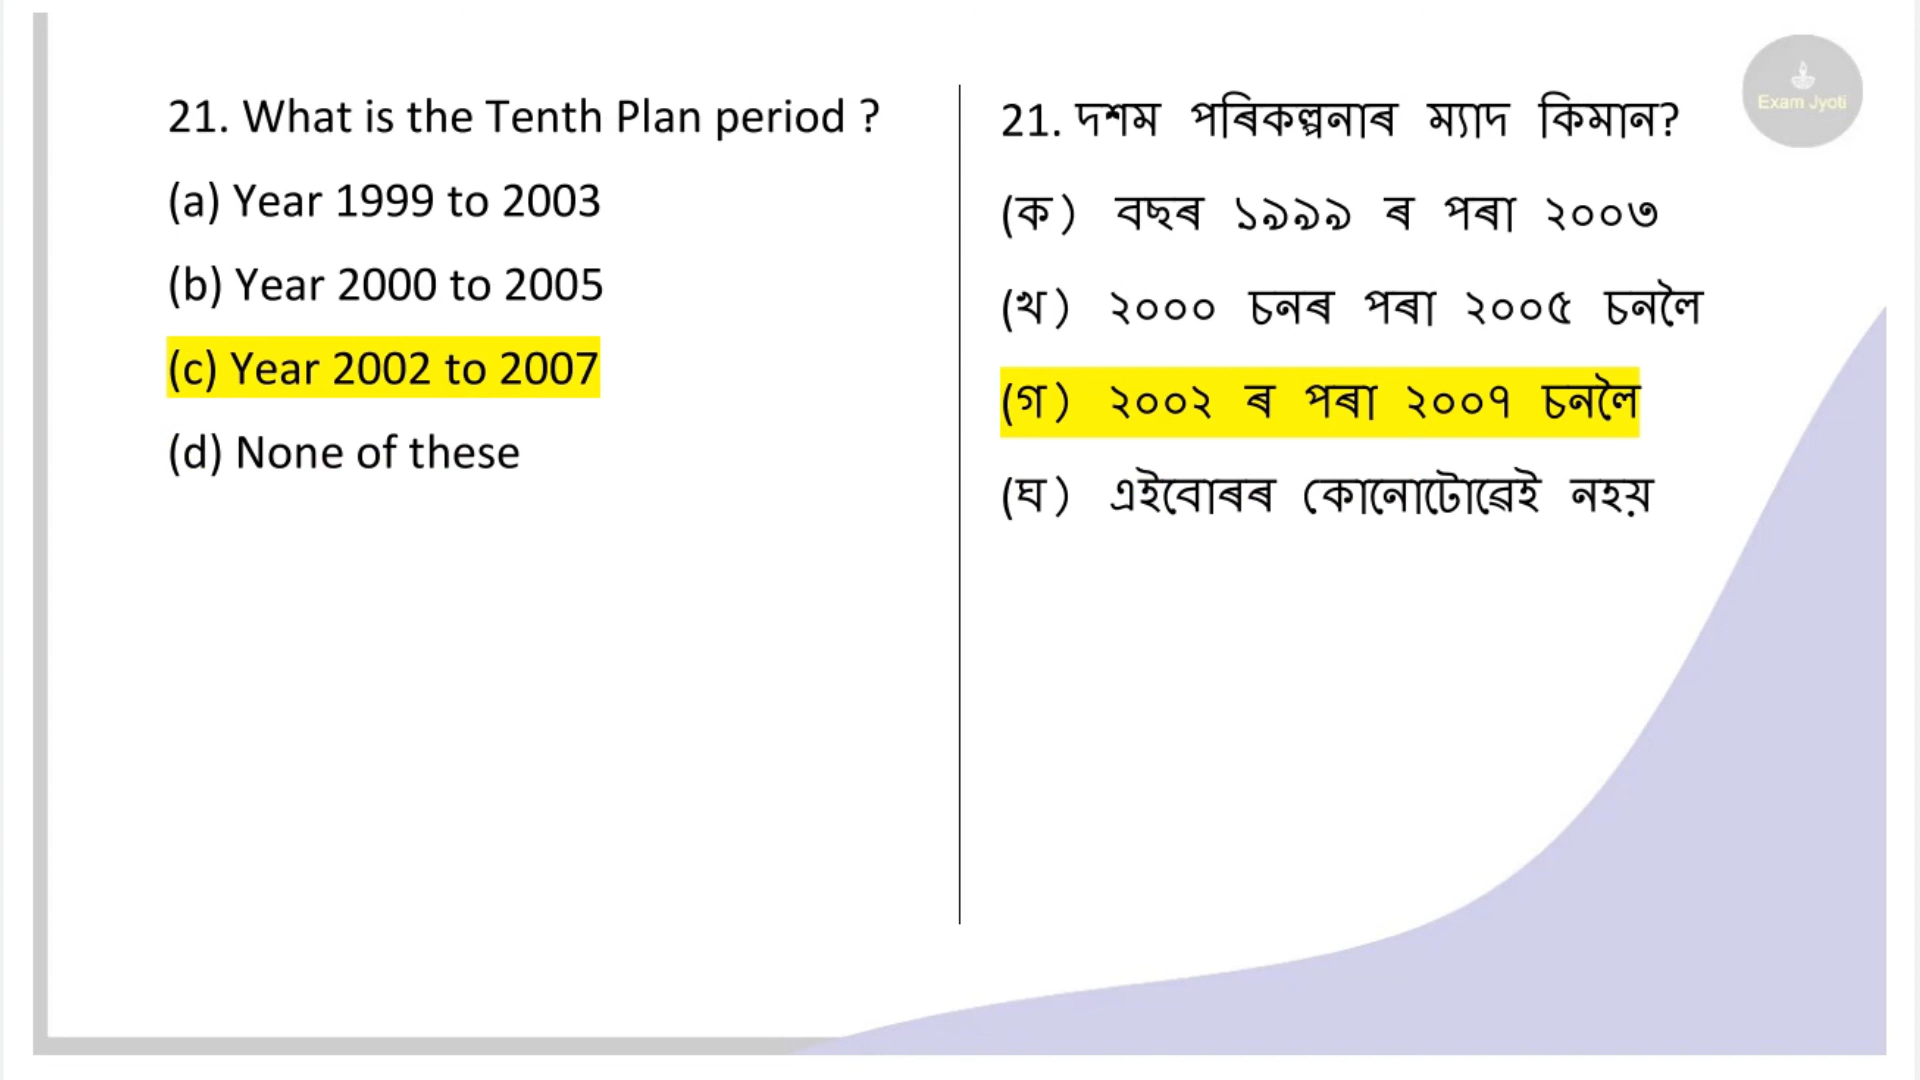 21. What is the Tenth Plan period ?
(a) Year 1999 to 2003
(b) Year 2000 to 2005
(c) Year 2002 to 2007
(d) None of these
21. দশম পৰিকল্পনাৰ ম্যাদ কিমান?
(ক) বছৰ ১৯৯৯ ৰ পৰা ২০০৩
(খ) ২০০০ চনৰ পৰা ২০০৫ চনলৈ
(গ) ২০০২ ৰ পৰা ২০০৭ চনলৈ
(ঘ) এইবোৰৰ কোনোটোৱেই নহয়
Exam Jyoti